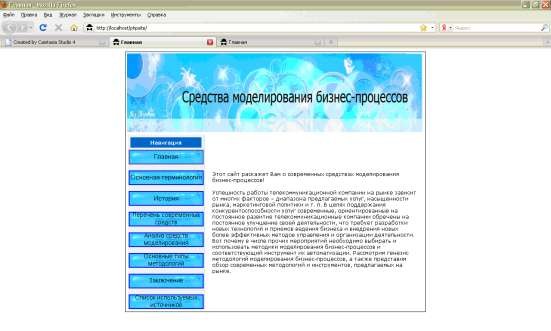 Главная - Mozilla Firefox
Файл Правка Вид Журнал Закладки Инструменты Справка
http://localhost/phpsite/
Яндекс
Created by Camtasia Studio 4
Главная
Главная
Средства моделирования бизнес-процессов
Навигация
Главная
Основная терминология
История
Перечень современных
средств
Анализ средств
моделирования
Основные типы
методологий
Заключение
Список используемых
источников
Этот сайт расскажет Вам о современных средствах моделирования
бизнес-процессов!
Успешность работы телекоммуникационной компании на рынке зависит
от многих факторов – диапазона предлагаемых услуг, насыщенности
рынка, маркетинговой политики и т. п. В целях поддержания
конкурентоспособности услуг современные, ориентированные на
постоянное развитие телекоммуникационные компании обречены на
постоянное улучшение своей деятельности, что требует разработки
новых технологий и приемов ведения бизнеса и внедрения новых
более эффективных методов управления и организации деятельности.
Вот почему в числе прочих мероприятий необходимо выбирать и
использовать методики моделирования бизнес-процессов и
соответствующий инструмент их автоматизации. Рассмотрим генезис
методологий моделирования бизнес-процессов, а также представим
обзор современных методологий и инструментов, предлагаемых на
рынке.